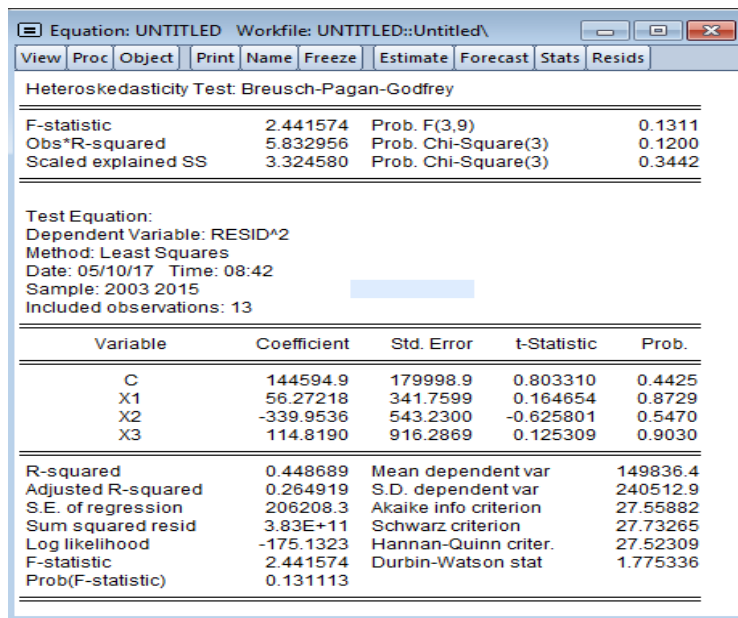 Equation: UNTITLED Workfile: UNTITLED::Untitled\
View Proc Object Print Name Freeze Estimate Forecast Stats Resids
Heteroskedasticity Test: Breusch-Pagan-Godfrey
F-statistic 2.441574 Prob. F(3,9) 0.1311
Obs*R-squared 5.832956 Prob. Chi-Square(3) 0.1200
Scaled explained SS 3.324580 Prob. Chi-Square(3) 0.3442
Test Equation:
Dependent Variable: RESID^2
Method: Least Squares
Date: 05/10/17 Time: 08:42
Sample: 2003 2015
Included observations: 13
Variable Coefficient Std. Error t-Statistic Prob.
C 144594.9 179998.9 0.803310 0.4425
X1 56.27218 341.7599 0.164654 0.8729
X2 -339.9536 543.2300 -0.625801 0.5470
X3 114.8190 916.2869 0.125309 0.9030
R-squared 0.448689 Mean dependent var 149836.4
Adjusted R-squared 0.264919 S.D. dependent var 240512.9
S.E. of regression 206208.3 Akaike info criterion 27.55882
Sum squared resid 3.83E+11 Schwarz criterion 27.73265
Log likelihood -175.1323 Hannan-Quinn criter. 27.52309
F-statistic 2.441574 Durbin-Watson stat 1.775336
Prob(F-statistic) 0.131113